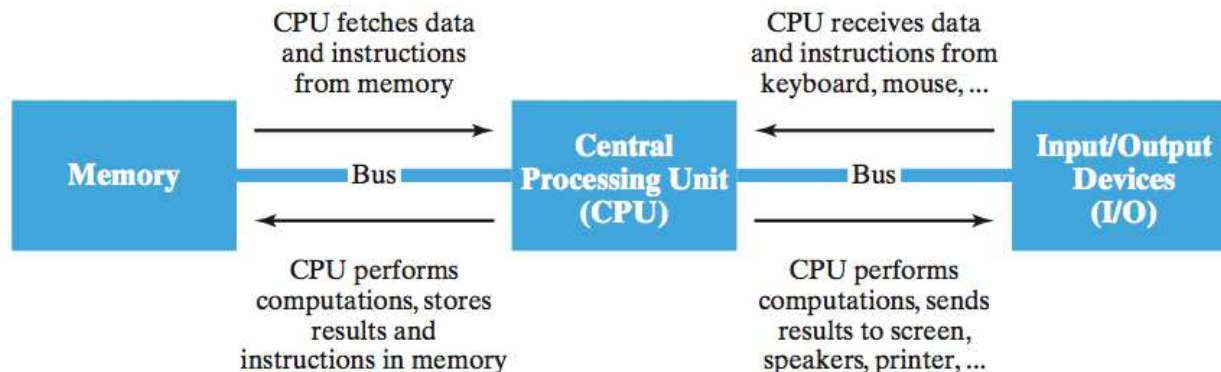 CPU fetches data
and instructions
from memory
CPU receives data
and instructions from
keyboard, mouse, ...
Memory
Bus
Central
Processing Unit
(CPU)
Bus
Input/Output
Devices
(I/O)
CPU performs
computations, stores
results and
instructions in memory
CPU performs
computations, sends
results to screen,
speakers, printer, ...